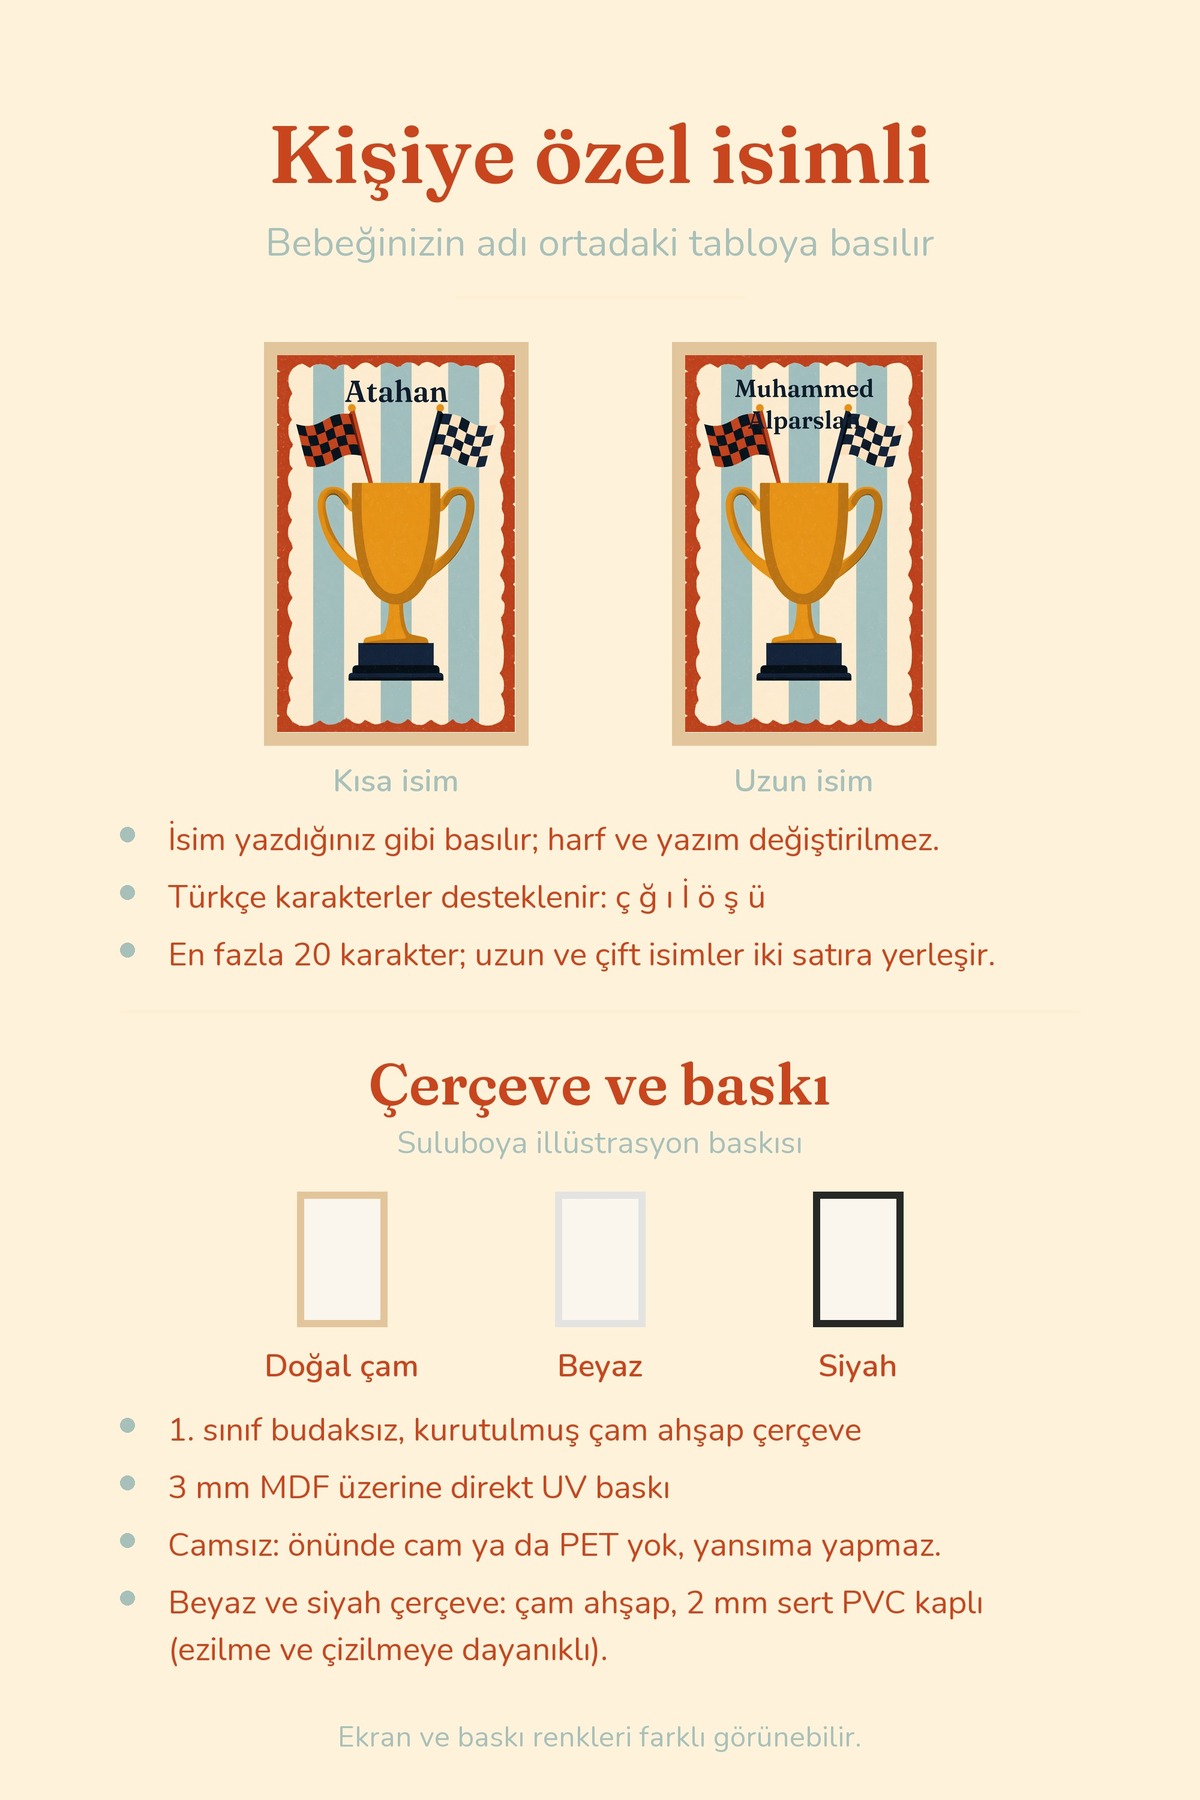 Kişiye özel isimli
Bebeğinizin adı ortadaki tabloya basılır
Atahan
Muhammed
Alparslan
Kısa isim
Uzun isim
İsim yazdığınız gibi basılır; harf ve yazım değiştirilmez.
Türkçe karakterler desteklenir: ç ğ ı İ ö ş ü
En fazla 20 karakter; uzun ve çift isimler iki satıra yerleşir.
Çerçeve ve baskı
Suluboya illüstrasyon baskısı
Doğal çam
Beyaz
Siyah
1. sınıf budaksız, kurutulmuş çam ahşap çerçeve
3 mm MDF üzerine direkt UV baskı
Camsız: önünde cam ya da PET yok, yansıma yapmaz.
Beyaz ve siyah çerçeve: çam ahşap, 2 mm sert PVC kaplı
(ezilme ve çizilmeye dayanıklı).
Ekran ve baskı renkleri farklı görünebilir.